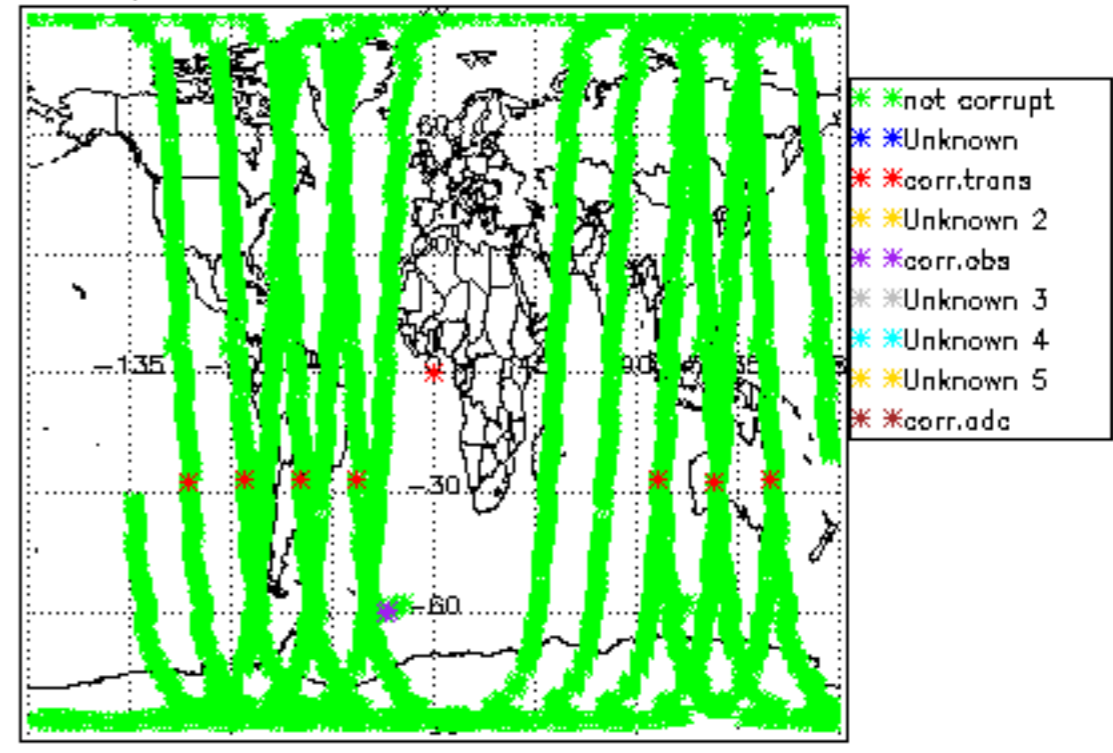 60
-135
90
-30
-60
not corrupt
Unknown
corr.trans
Unknown 2
corr.obs
Unknown 3
Unknown 4
Unknown 5
corr.adc